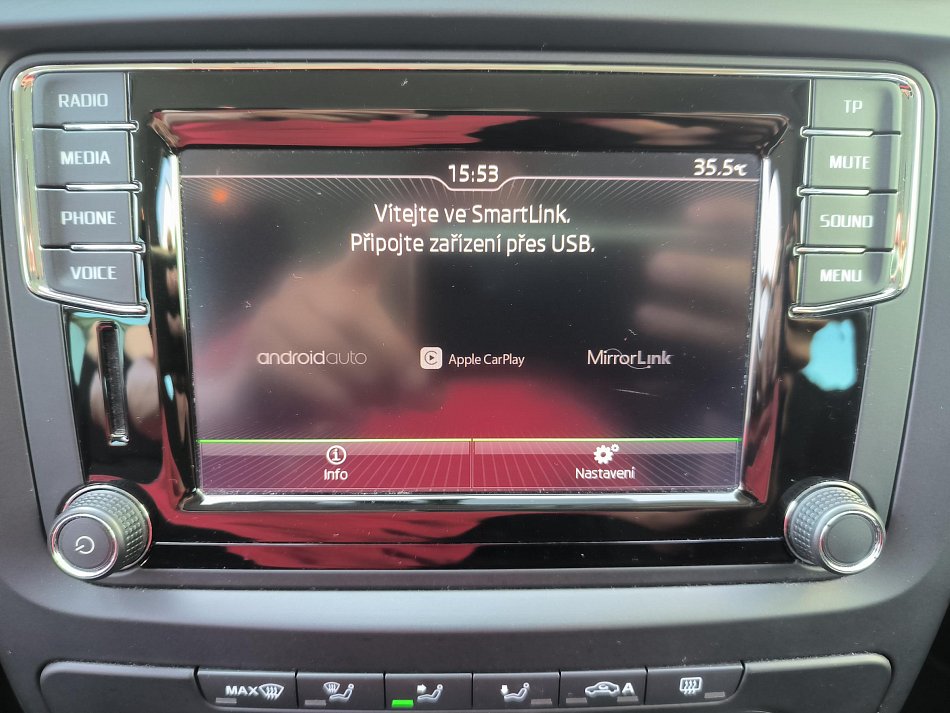 RADIO
MEDIA
PHONE
VOICE
TP
MUTE
SOUND
MENU
15:53
35.5°C
Vítejte ve SmartLink.
Připojte zařízení přes USB.
androidauto
Apple CarPlay
MirrorLink
Info
Nastavení
MAX
A